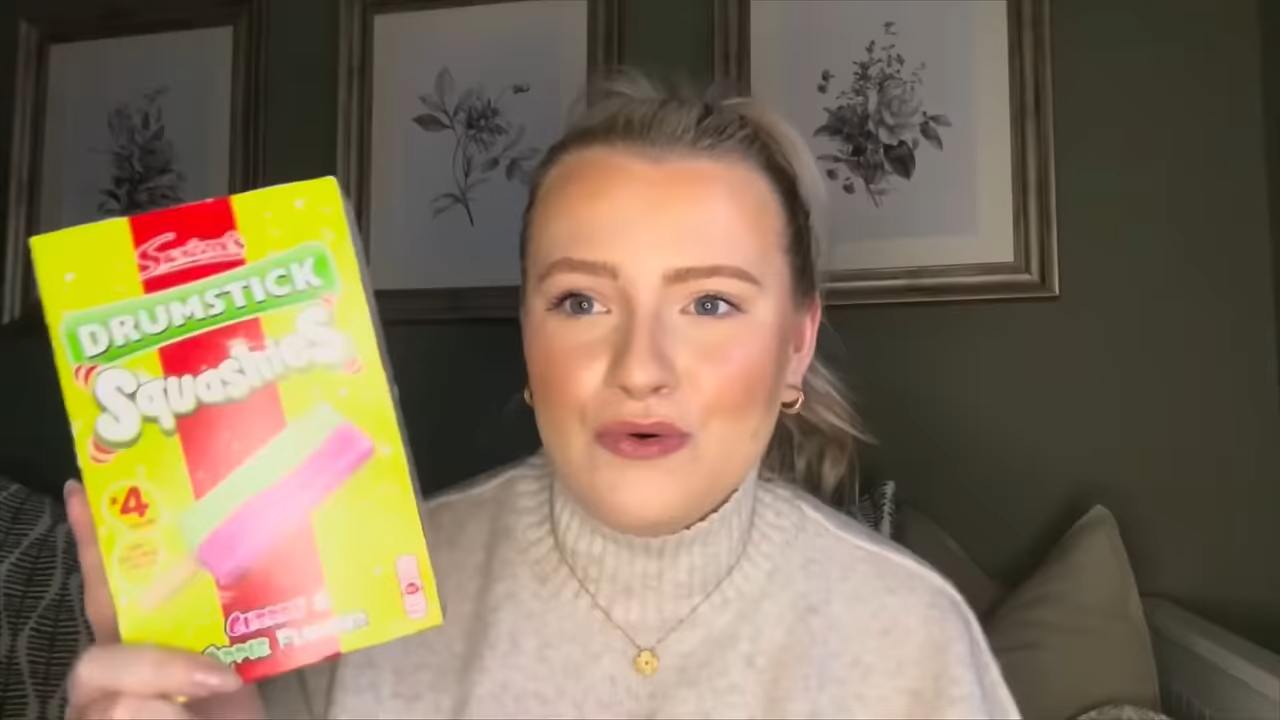 Swizzels
DRUMSTICK
Squashies
x4
Cherry &
Apple Flavour